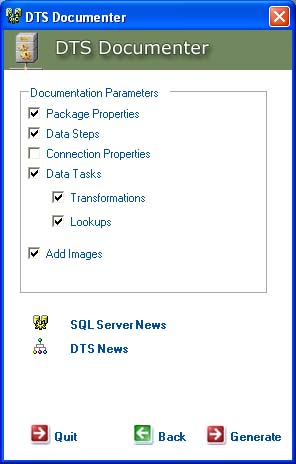 DTS Documenter
DTS Documenter
Documentation Parameters
Package Properties
Data Steps
Connection Properties
Data Tasks
Transformations
Lookups
Add Images
SQL Server News
DTS News
Quit Back Generate